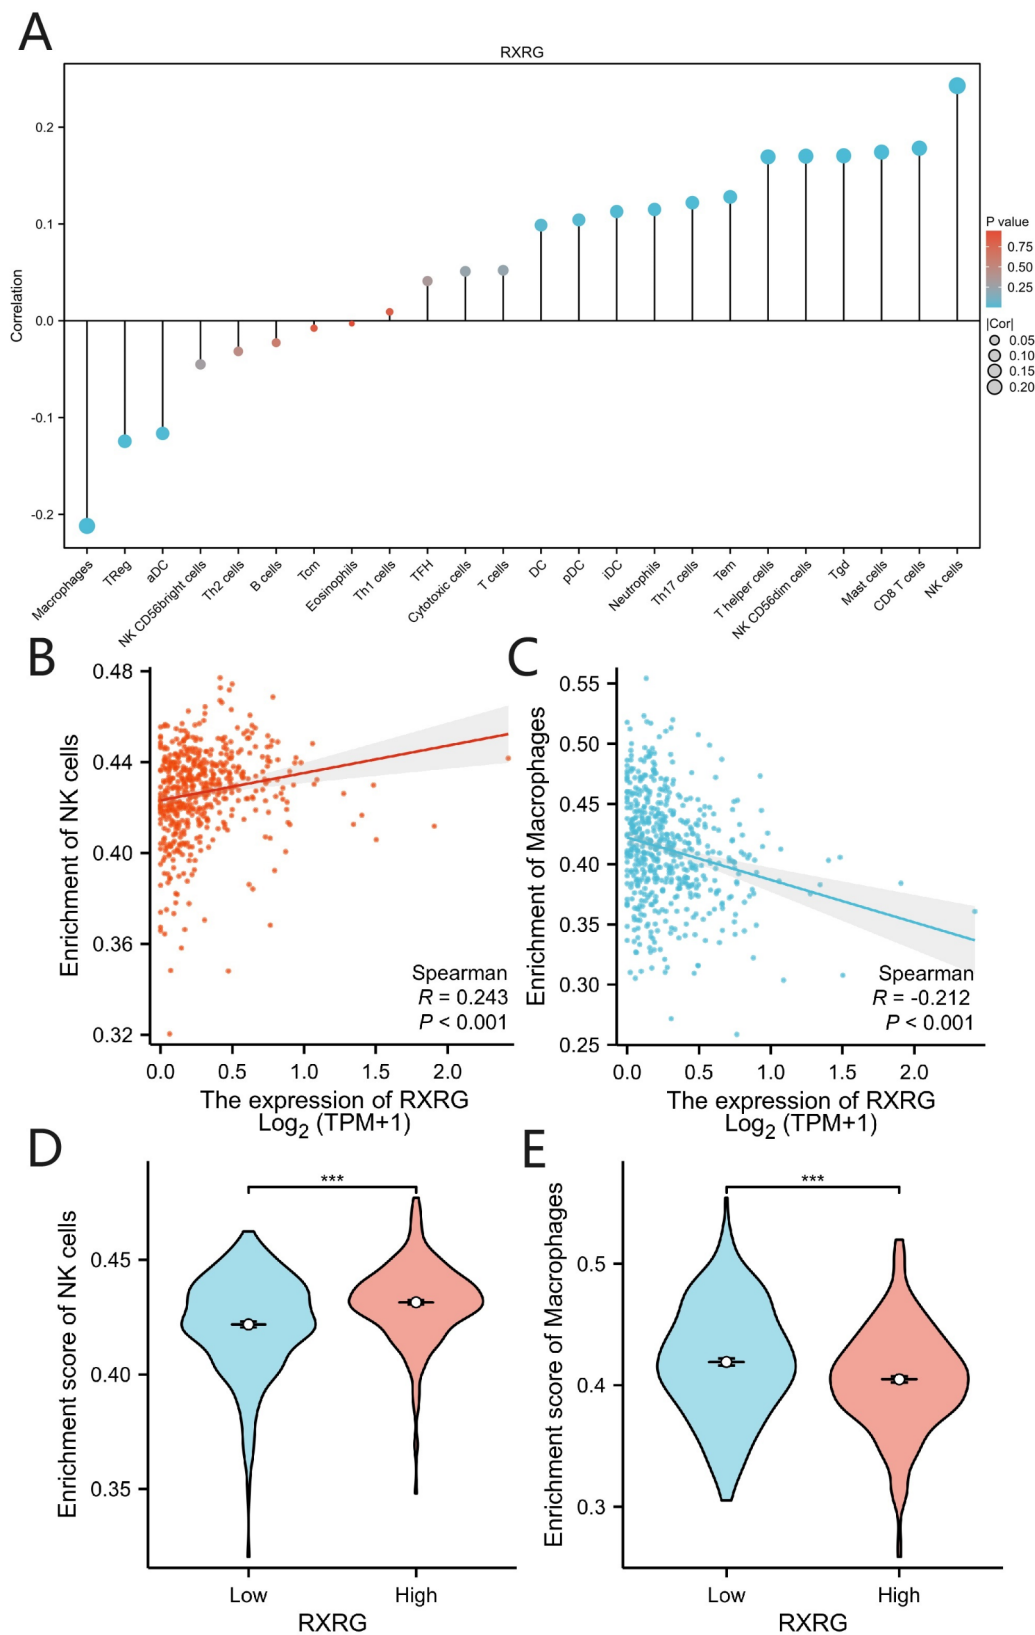 A
RXRG
Correlation
0.2
0.1
0.0
-0.1
-0.2
Macrophages
TReg
aDC
NK CD56bright cells
Th2 cells
B cells
Tcm
Eosinophils
Th1 cells
TFH
Cytotoxic cells
T cells
DC
pDC
iDC
Neutrophils
Th17 cells
Tem
T helper cells
NK CD56dim cells
Tgd
Mast cells
CD8 T cells
NK cells
P value
0.75
0.50
0.25
|Cor|
0.05
0.10
0.15
0.20
B
Enrichment of NK cells
0.48
0.44
0.40
0.36
0.32
Spearman
R = 0.243
P < 0.001
0.0 0.5 1.0 1.5 2.0
The expression of RXRG
Log2 (TPM+1)
C
Enrichment of Macrophages
0.55
0.50
0.45
0.40
0.35
0.30
0.25
Spearman
R = -0.212
P < 0.001
0.0 0.5 1.0 1.5 2.0
The expression of RXRG
Log2 (TPM+1)
D
Enrichment score of NK cells
***
0.45
0.40
0.35
Low High
RXRG
E
Enrichment score of Macrophages
***
0.5
0.4
0.3
Low High
RXRG